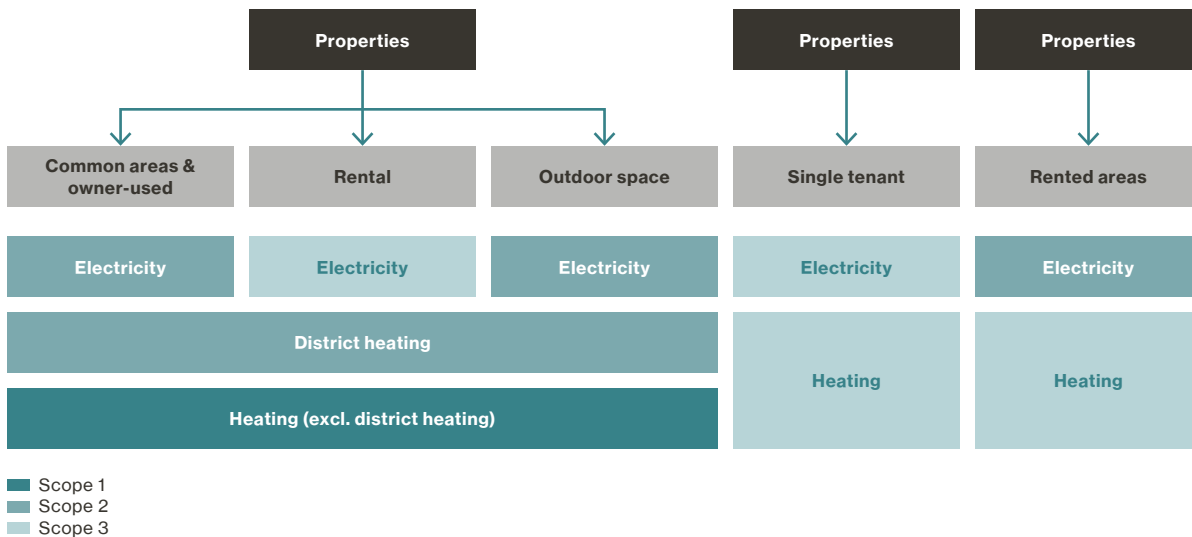 Properties
Properties
Properties
Common areas &
owner-used
Rental
Outdoor space
Single tenant
Rented areas
Electricity
Electricity
Electricity
Electricity
Electricity
District heating
Heating
Heating
Heating (excl. district heating)
Scope 1
Scope 2
Scope 3